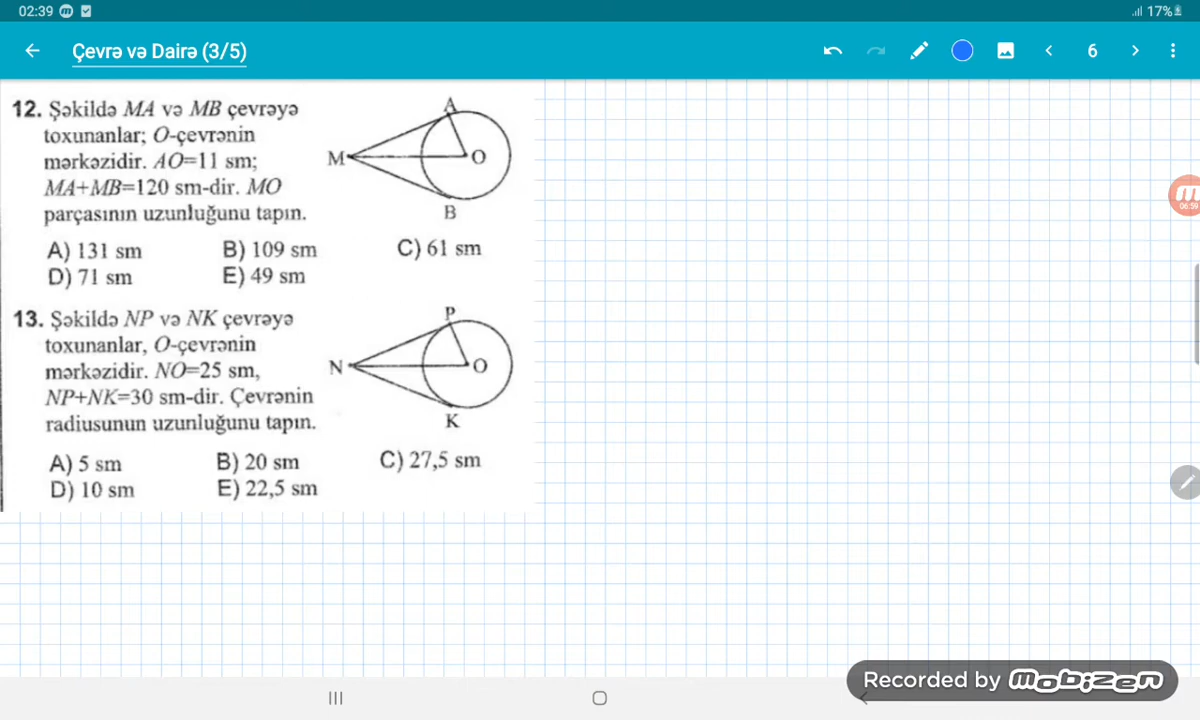 02:39
17%
Çevrə və Dairə (3/5)
6
12. Şəkildə MA və MB çevrəyə
toxunanlar; O-çevrənin
mərkəzidir. AO=11 sm;
MA+MB=120 sm-dir. MO
parçasının uzunluğunu tapın.
A
M
O
B
A) 131 sm B) 109 sm C) 61 sm
D) 71 sm E) 49 sm
13. Şəkildə NP və NK çevrəyə
toxunanlar, O-çevrənin
mərkəzidir. NO=25 sm,
NP+NK=30 sm-dir. Çevrənin
radiusunun uzunluğunu tapın.
P
N
O
K
A) 5 sm B) 20 sm C) 27,5 sm
D) 10 sm E) 22,5 sm
06:59
Recorded by Mobizen